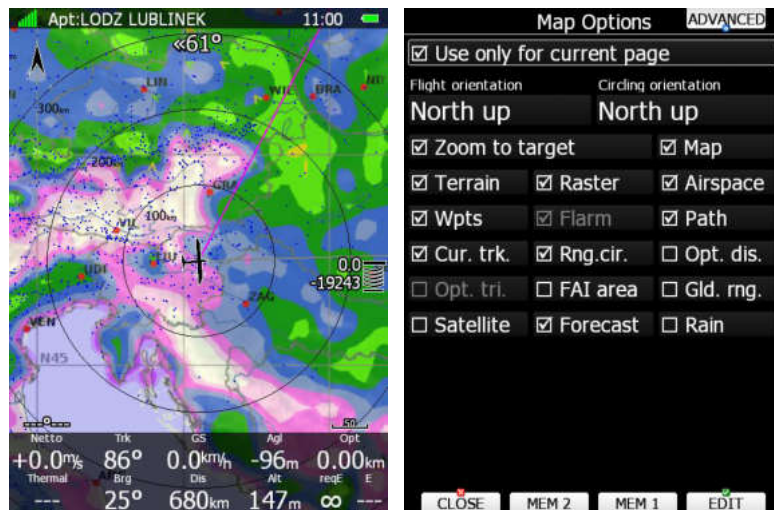 Apt:LODZ LUBLINEK 11:00
«61°
LIN
WIE BRA
300km
200km
GRA
VIL
100km
LJU
UDI
ZAG
VEN
N45
0.0
-19243
50
Netto Trk GS Agl Opt
+0.0m/s 86° 0.0km/h -96m 0.00km
Thermal Brg Dis Alt reqE E
--- 25° 680km 147m ∞ ---
Map Options ADVANCED
Use only for current page
Flight orientation Circling orientation
North up North up
Zoom to target Map
Terrain Raster Airspace
Wpts Flarm Path
Cur. trk. Rng.cir. Opt. dis.
Opt. tri. FAI area Gld. rng.
Satellite Forecast Rain
CLOSE MEM 2 MEM 1 EDIT